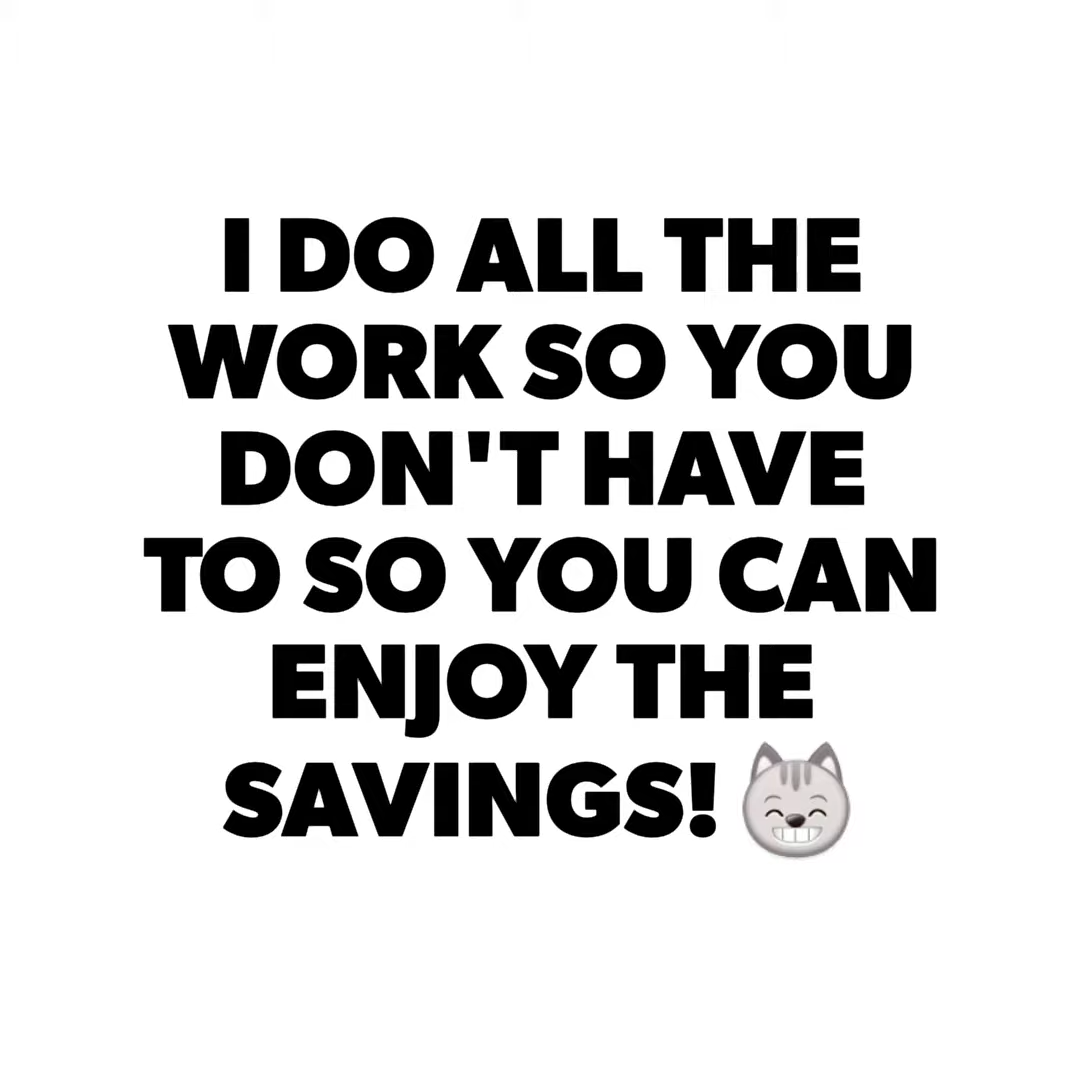 I DO ALL THE
WORK SO YOU
DON'T HAVE
TO SO YOU CAN
ENJOY THE
SAVINGS! 😸